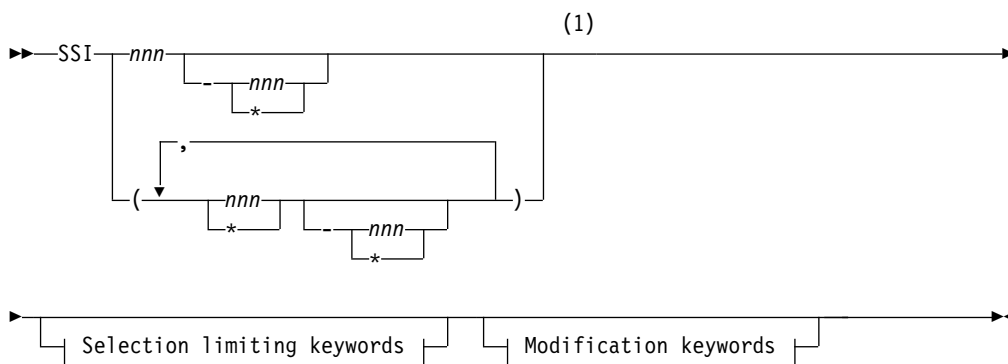 (1)
SSI nnn
- nnn
*
,
( nnn )
* - nnn
*
Selection limiting keywords Modification keywords